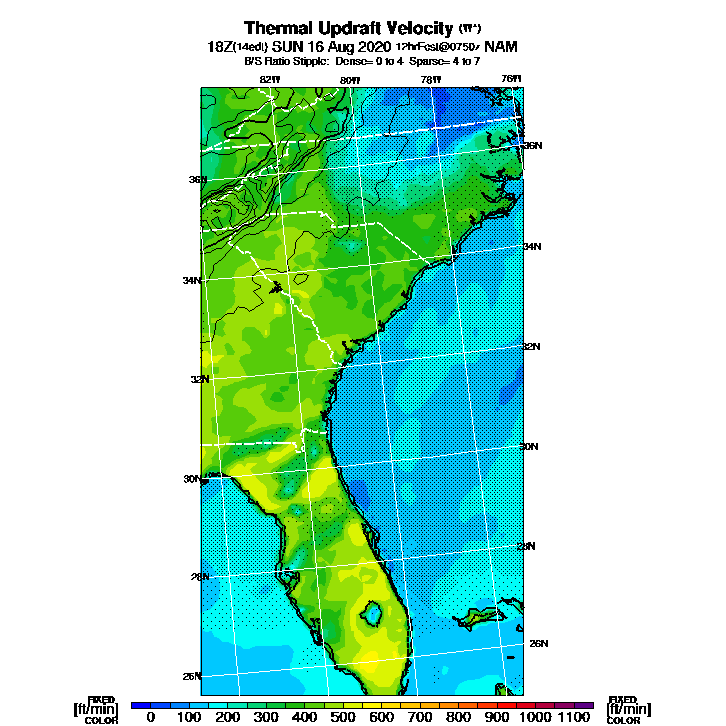 Thermal Updraft Velocity (W*)
18Z(14edt) SUN 16 Aug 2020 12hrFcst@0750z NAM
B/S Ratio Stipple: Dense= 0 to 4 Sparse= 4 to 7
82W 80W 78W 76W
36N
36N
34N
34N
32N
32N
30N
30N
28N
28N
26N
26N
FIXED FIXED
[ft/min] 0 100 200 300 400 500 600 700 800 900 1000 1100 [ft/min]
COLOR COLOR